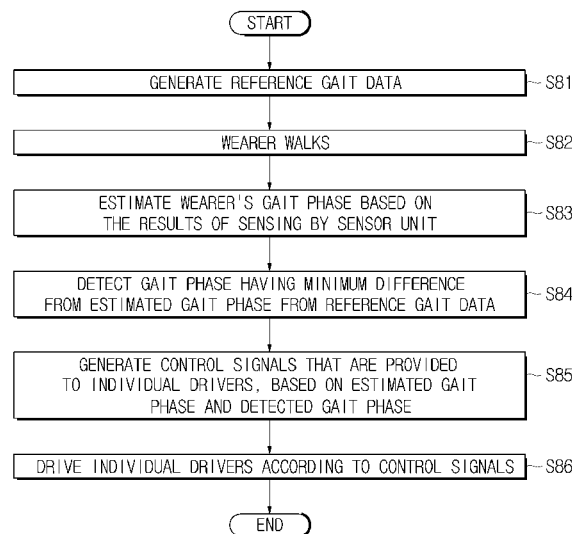 START
GENERATE REFERENCE GAIT DATA
S81
WEARER WALKS
S82
ESTIMATE WEARER'S GAIT PHASE BASED ON
THE RESULTS OF SENSING BY SENSOR UNIT
S83
DETECT GAIT PHASE HAVING MINIMUM DIFFERENCE
FROM ESTIMATED GAIT PHASE FROM REFERENCE GAIT DATA
S84
GENERATE CONTROL SIGNALS THAT ARE PROVIDED
TO INDIVIDUAL DRIVERS, BASED ON ESTIMATED GAIT
PHASE AND DETECTED GAIT PHASE
S85
DRIVE INDIVIDUAL DRIVERS ACCORDING TO CONTROL SIGNALS
S86
END